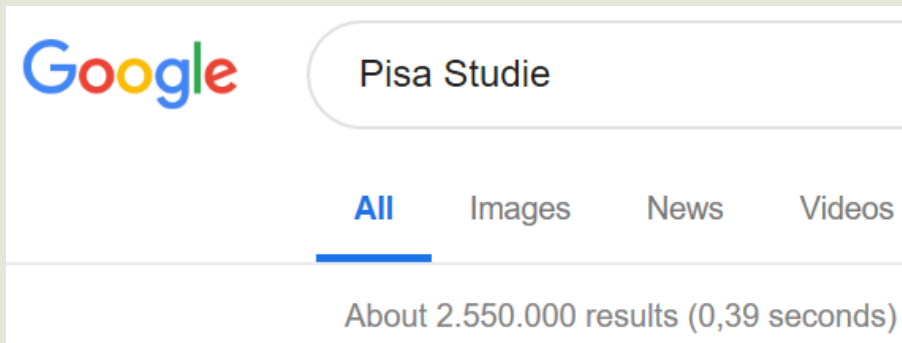 Google Pisa Studie
All Images News Videos
About 2.550.000 results (0,39 seconds)